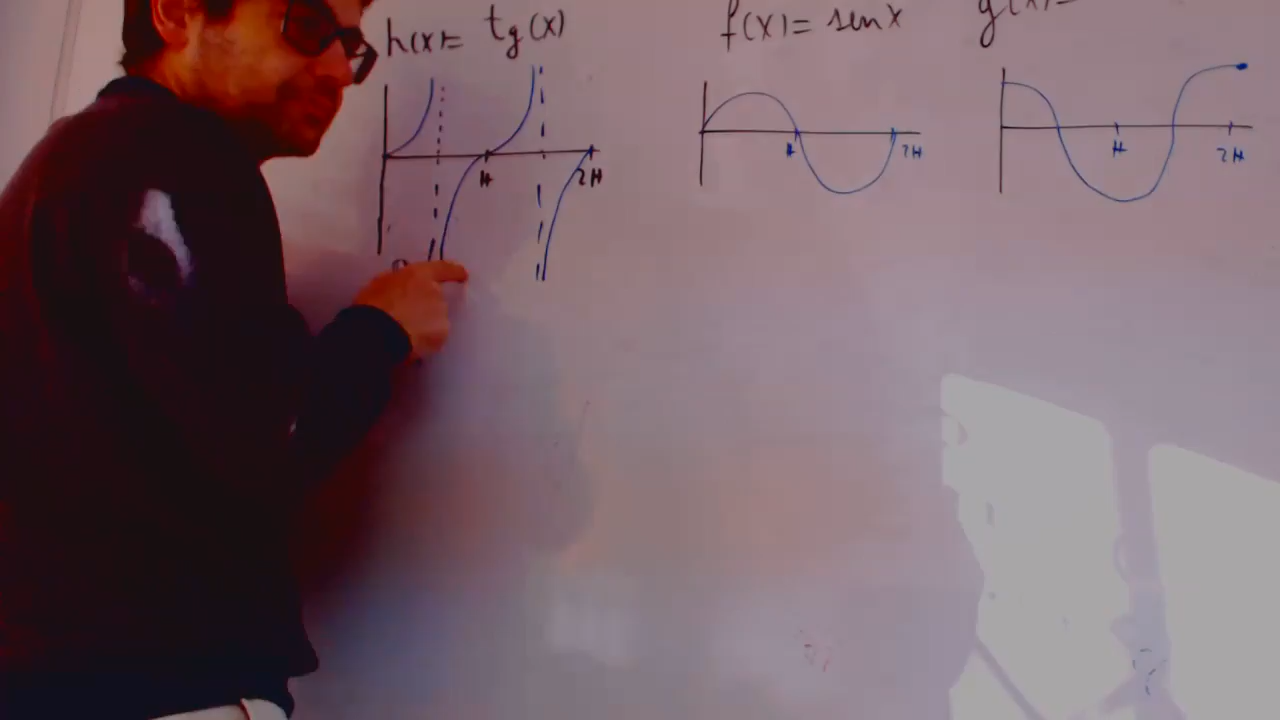 h(x)= tg(x)
f(x)= sen x
g(x)=
π
2π
π
2π
π
2π